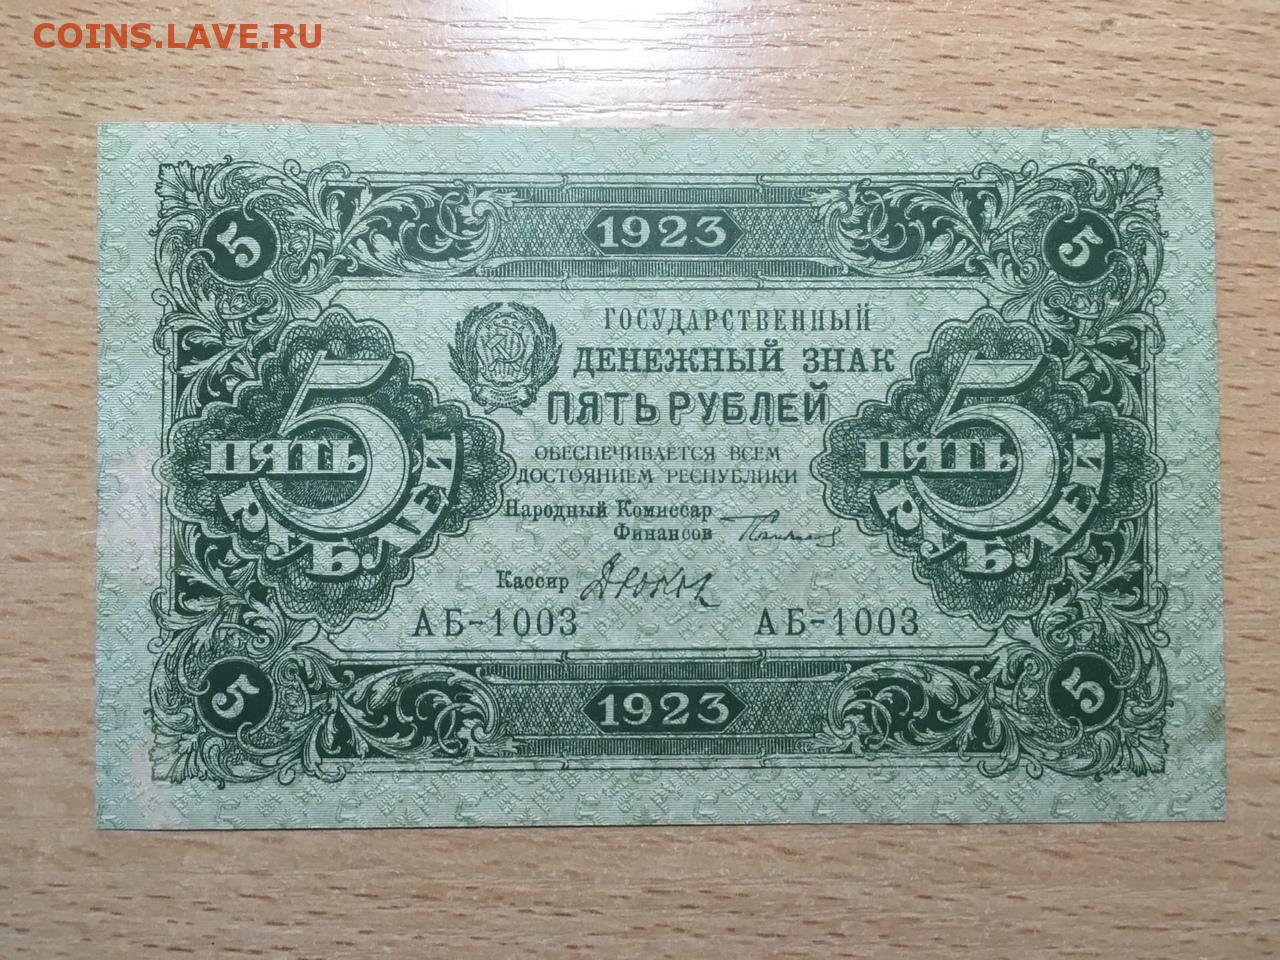 COINS.LAVE.RU
1923
5 5
ГОСУДАРСТВЕННЫЙ
ДЕНЕЖНЫЙ ЗНАК
ПЯТЬ РУБЛЕЙ
5 5
ПЯТЬ ПЯТЬ
РУБЛЕЙ РУБЛЕЙ
ОБЕСПЕЧИВАЕТСЯ ВСЕМ
ДОСТОЯНИЕМ РЕСПУБЛИКИ
Народный Комиссар
Финансов
Кассир
АБ-1003 АБ-1003
5 5
1923